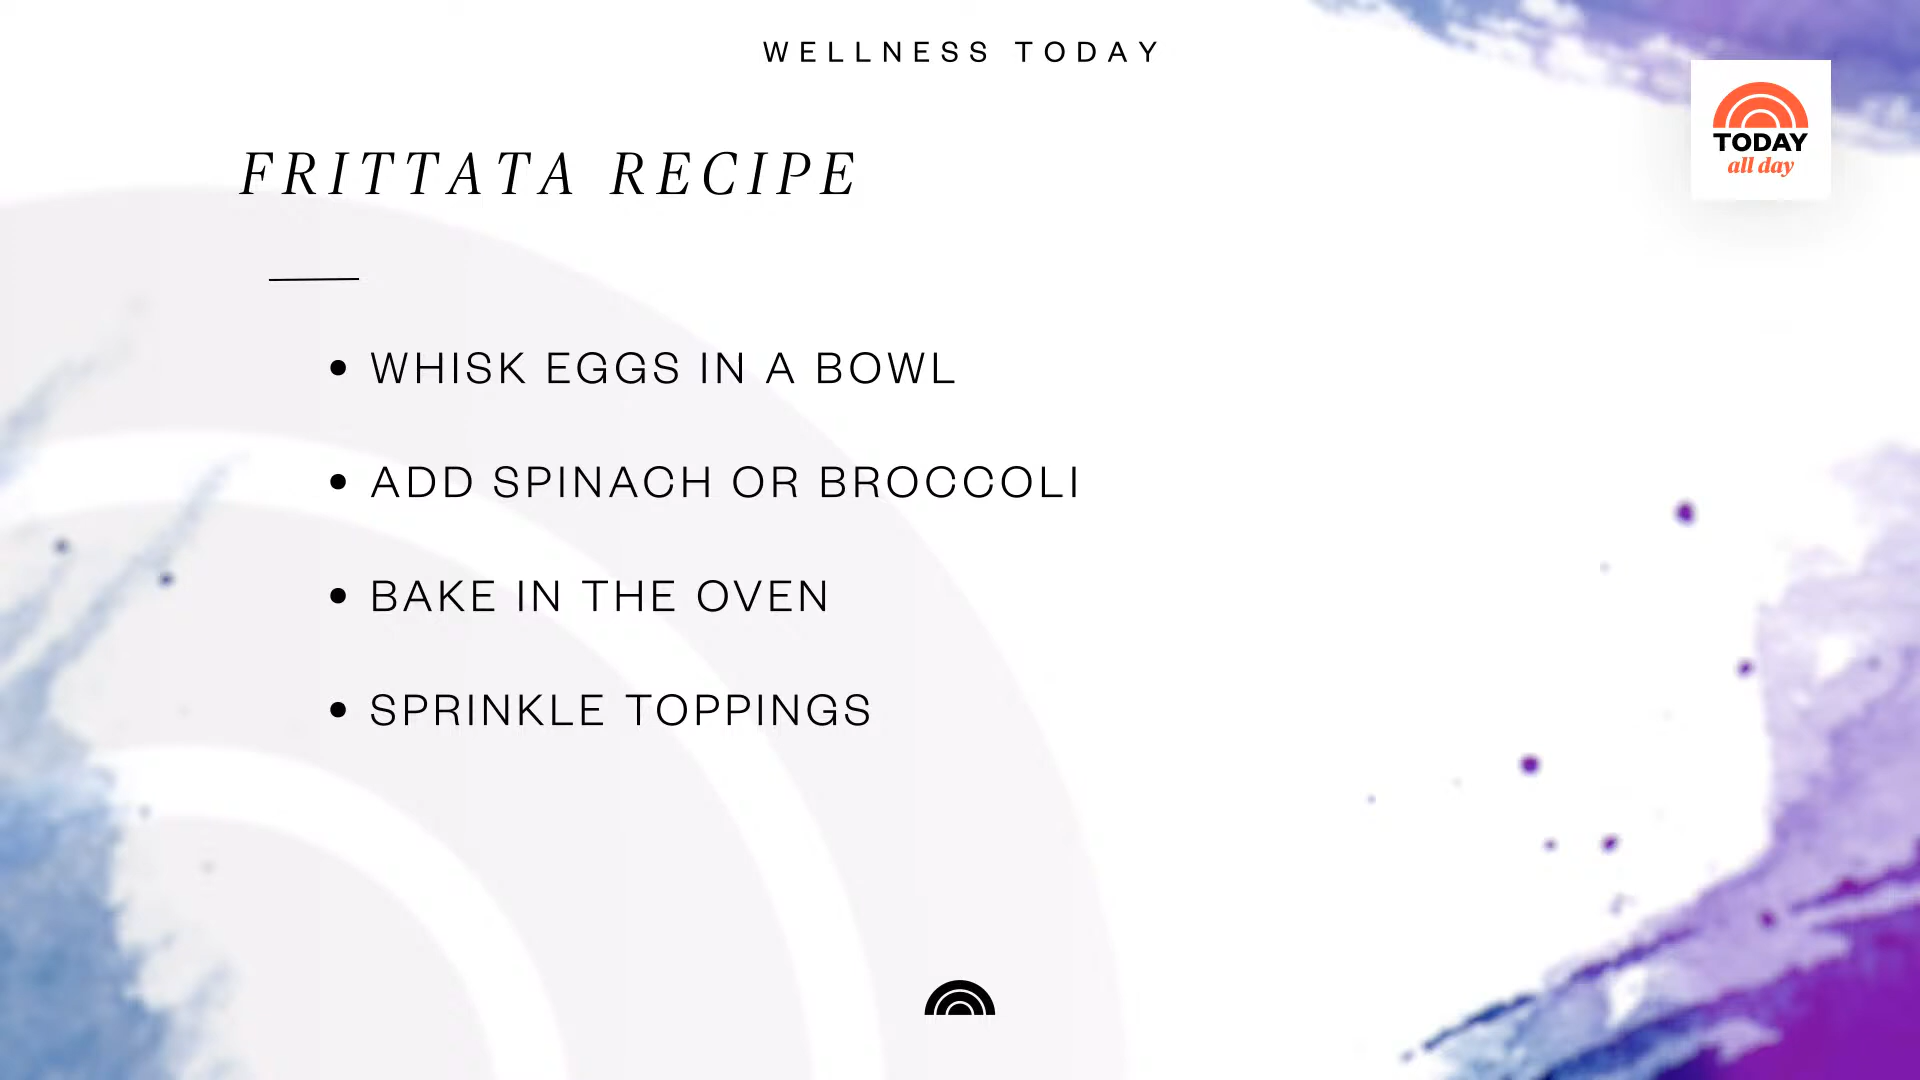 WELLNESS TODAY
TODAY
all day
FRITTATA RECIPE
• WHISK EGGS IN A BOWL
• ADD SPINACH OR BROCCOLI
• BAKE IN THE OVEN
• SPRINKLE TOPPINGS